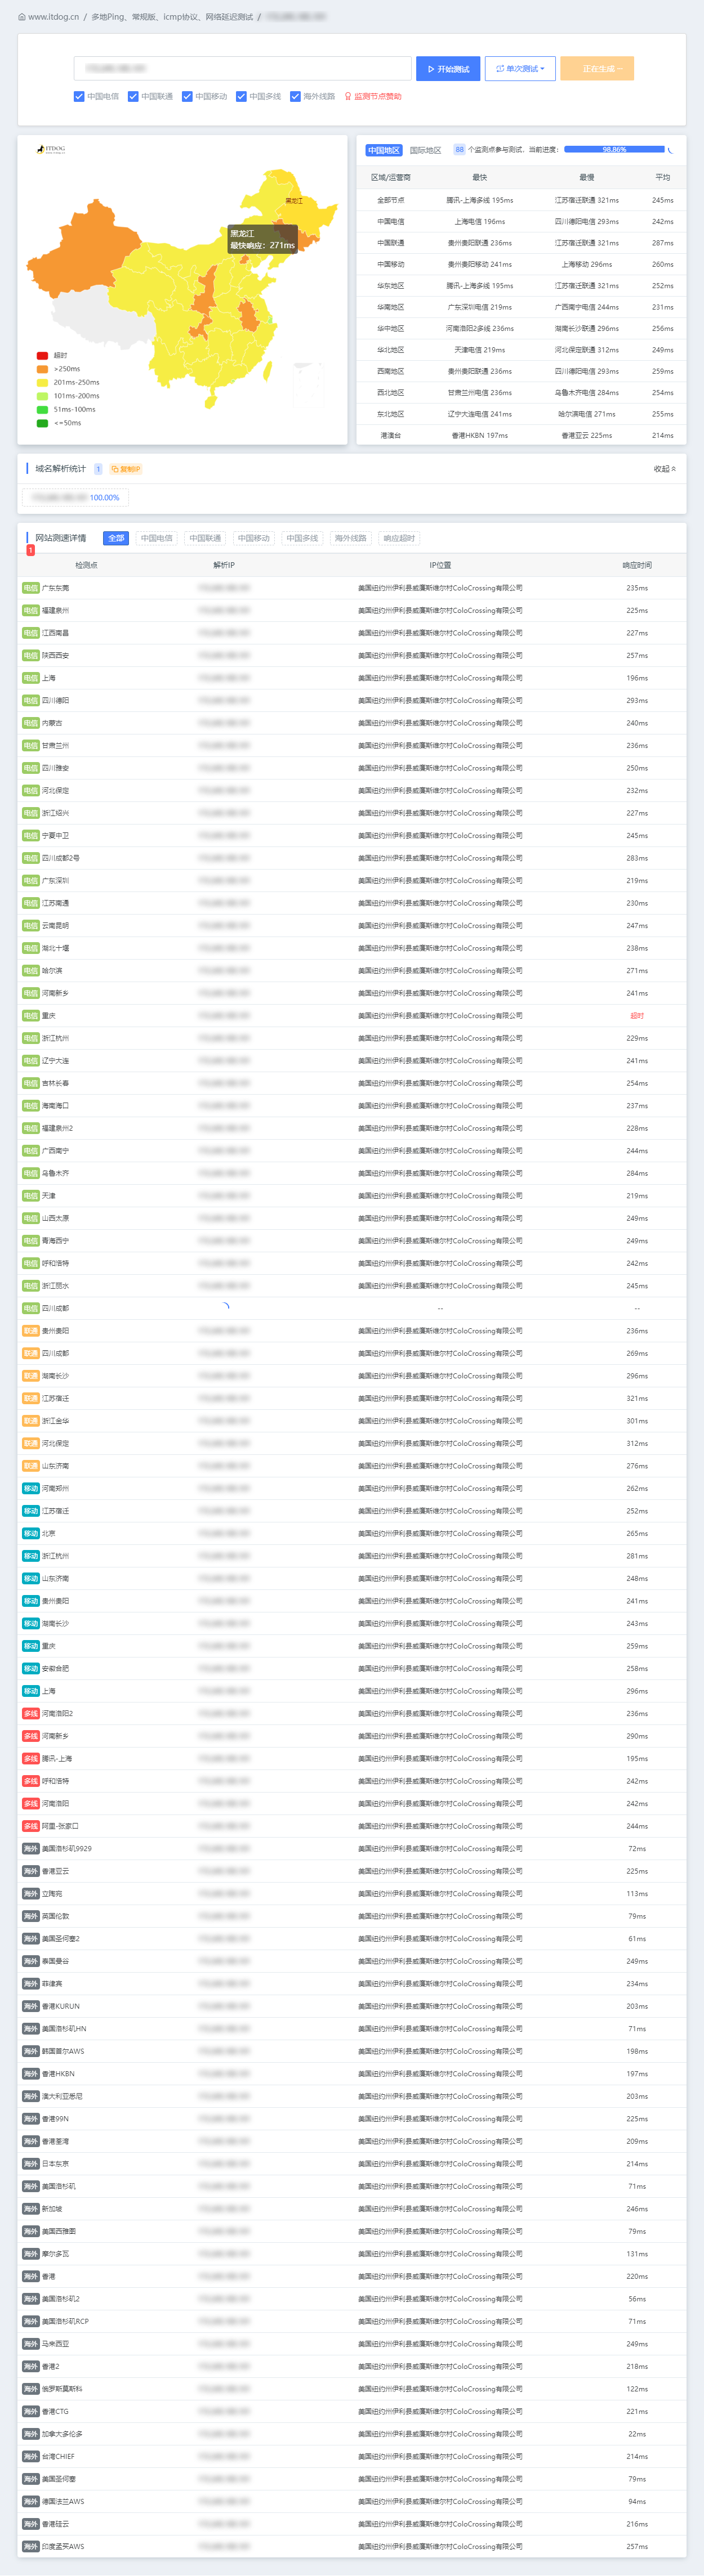 www.itdog.cn / 多地Ping、常规版、icmp协议、网络延迟测试 /
开始测试 单次测试 正在生成
中国电信 中国联通 中国移动 中国多线 海外线路 监测节点赞助
ITDOG
黑龙江
黑龙江
最快响应：271ms
超时
>250ms
201ms-250ms
101ms-200ms
51ms-100ms
<=50ms
中国地区 国际地区 88 个监测点参与测试，当前进度： 98.86%
区域/运营商 最快 最慢 平均
全部节点 腾讯-上海多线 195ms 江苏宿迁联通 321ms 245ms
中国电信 上海电信 196ms 四川德阳电信 293ms 242ms
中国联通 贵州贵阳联通 236ms 江苏宿迁联通 321ms 287ms
中国移动 贵州贵阳移动 241ms 上海移动 296ms 260ms
华东地区 腾讯-上海多线 195ms 江苏宿迁联通 321ms 252ms
华南地区 广东深圳电信 219ms 广西南宁电信 244ms 231ms
华中地区 河南洛阳2多线 236ms 湖南长沙联通 296ms 256ms
华北地区 天津电信 219ms 河北保定联通 312ms 249ms
西南地区 贵州贵阳联通 236ms 四川德阳电信 293ms 259ms
西北地区 甘肃兰州电信 236ms 乌鲁木齐电信 284ms 254ms
东北地区 辽宁大连电信 241ms 哈尔滨电信 271ms 255ms
港澳台 香港HKBN 197ms 香港亚云 225ms 214ms
域名解析统计 1 复制IP 收起
100.00%
网站测速详情 全部 中国电信 中国联通 中国移动 中国多线 海外线路 响应超时
1
检测点 解析IP IP位置 响应时间
电信 广东东莞 美国纽约州伊利县威廉斯维尔村ColoCrossing有限公司 235ms
电信 福建泉州 美国纽约州伊利县威廉斯维尔村ColoCrossing有限公司 225ms
电信 江西南昌 美国纽约州伊利县威廉斯维尔村ColoCrossing有限公司 227ms
电信 陕西西安 美国纽约州伊利县威廉斯维尔村ColoCrossing有限公司 257ms
电信 上海 美国纽约州伊利县威廉斯维尔村ColoCrossing有限公司 196ms
电信 四川德阳 美国纽约州伊利县威廉斯维尔村ColoCrossing有限公司 293ms
电信 内蒙古 美国纽约州伊利县威廉斯维尔村ColoCrossing有限公司 240ms
电信 甘肃兰州 美国纽约州伊利县威廉斯维尔村ColoCrossing有限公司 236ms
电信 四川雅安 美国纽约州伊利县威廉斯维尔村ColoCrossing有限公司 250ms
电信 河北保定 美国纽约州伊利县威廉斯维尔村ColoCrossing有限公司 232ms
电信 浙江绍兴 美国纽约州伊利县威廉斯维尔村ColoCrossing有限公司 227ms
电信 宁夏中卫 美国纽约州伊利县威廉斯维尔村ColoCrossing有限公司 245ms
电信 四川成都2号 美国纽约州伊利县威廉斯维尔村ColoCrossing有限公司 283ms
电信 广东深圳 美国纽约州伊利县威廉斯维尔村ColoCrossing有限公司 219ms
电信 江苏南通 美国纽约州伊利县威廉斯维尔村ColoCrossing有限公司 230ms
电信 云南昆明 美国纽约州伊利县威廉斯维尔村ColoCrossing有限公司 247ms
电信 湖北十堰 美国纽约州伊利县威廉斯维尔村ColoCrossing有限公司 238ms
电信 哈尔滨 美国纽约州伊利县威廉斯维尔村ColoCrossing有限公司 271ms
电信 河南新乡 美国纽约州伊利县威廉斯维尔村ColoCrossing有限公司 241ms
电信 重庆 美国纽约州伊利县威廉斯维尔村ColoCrossing有限公司 超时
电信 浙江杭州 美国纽约州伊利县威廉斯维尔村ColoCrossing有限公司 229ms
电信 辽宁大连 美国纽约州伊利县威廉斯维尔村ColoCrossing有限公司 241ms
电信 吉林长春 美国纽约州伊利县威廉斯维尔村ColoCrossing有限公司 254ms
电信 海南海口 美国纽约州伊利县威廉斯维尔村ColoCrossing有限公司 237ms
电信 福建泉州2 美国纽约州伊利县威廉斯维尔村ColoCrossing有限公司 228ms
电信 广西南宁 美国纽约州伊利县威廉斯维尔村ColoCrossing有限公司 244ms
电信 乌鲁木齐 美国纽约州伊利县威廉斯维尔村ColoCrossing有限公司 284ms
电信 天津 美国纽约州伊利县威廉斯维尔村ColoCrossing有限公司 219ms
电信 山西太原 美国纽约州伊利县威廉斯维尔村ColoCrossing有限公司 249ms
电信 青海西宁 美国纽约州伊利县威廉斯维尔村ColoCrossing有限公司 249ms
电信 呼和浩特 美国纽约州伊利县威廉斯维尔村ColoCrossing有限公司 242ms
电信 浙江丽水 美国纽约州伊利县威廉斯维尔村ColoCrossing有限公司 245ms
电信 四川成都 -- --
联通 贵州贵阳 美国纽约州伊利县威廉斯维尔村ColoCrossing有限公司 236ms
联通 四川成都 美国纽约州伊利县威廉斯维尔村ColoCrossing有限公司 269ms
联通 湖南长沙 美国纽约州伊利县威廉斯维尔村ColoCrossing有限公司 296ms
联通 江苏宿迁 美国纽约州伊利县威廉斯维尔村ColoCrossing有限公司 321ms
联通 浙江金华 美国纽约州伊利县威廉斯维尔村ColoCrossing有限公司 301ms
联通 河北保定 美国纽约州伊利县威廉斯维尔村ColoCrossing有限公司 312ms
联通 山东济南 美国纽约州伊利县威廉斯维尔村ColoCrossing有限公司 276ms
移动 河南郑州 美国纽约州伊利县威廉斯维尔村ColoCrossing有限公司 262ms
移动 江苏宿迁 美国纽约州伊利县威廉斯维尔村ColoCrossing有限公司 252ms
移动 北京 美国纽约州伊利县威廉斯维尔村ColoCrossing有限公司 265ms
移动 浙江杭州 美国纽约州伊利县威廉斯维尔村ColoCrossing有限公司 281ms
移动 山东济南 美国纽约州伊利县威廉斯维尔村ColoCrossing有限公司 248ms
移动 贵州贵阳 美国纽约州伊利县威廉斯维尔村ColoCrossing有限公司 241ms
移动 湖南长沙 美国纽约州伊利县威廉斯维尔村ColoCrossing有限公司 243ms
移动 重庆 美国纽约州伊利县威廉斯维尔村ColoCrossing有限公司 259ms
移动 安徽合肥 美国纽约州伊利县威廉斯维尔村ColoCrossing有限公司 258ms
移动 上海 美国纽约州伊利县威廉斯维尔村ColoCrossing有限公司 296ms
多线 河南洛阳2 美国纽约州伊利县威廉斯维尔村ColoCrossing有限公司 236ms
多线 河南新乡 美国纽约州伊利县威廉斯维尔村ColoCrossing有限公司 290ms
多线 腾讯-上海 美国纽约州伊利县威廉斯维尔村ColoCrossing有限公司 195ms
多线 呼和浩特 美国纽约州伊利县威廉斯维尔村ColoCrossing有限公司 242ms
多线 河南洛阳 美国纽约州伊利县威廉斯维尔村ColoCrossing有限公司 242ms
多线 阿里-张家口 美国纽约州伊利县威廉斯维尔村ColoCrossing有限公司 244ms
海外 美国洛杉矶9929 美国纽约州伊利县威廉斯维尔村ColoCrossing有限公司 72ms
海外 香港亚云 美国纽约州伊利县威廉斯维尔村ColoCrossing有限公司 225ms
海外 立陶宛 美国纽约州伊利县威廉斯维尔村ColoCrossing有限公司 113ms
海外 英国伦敦 美国纽约州伊利县威廉斯维尔村ColoCrossing有限公司 79ms
海外 美国圣何塞2 美国纽约州伊利县威廉斯维尔村ColoCrossing有限公司 61ms
海外 泰国曼谷 美国纽约州伊利县威廉斯维尔村ColoCrossing有限公司 249ms
海外 菲律宾 美国纽约州伊利县威廉斯维尔村ColoCrossing有限公司 234ms
海外 香港KURUN 美国纽约州伊利县威廉斯维尔村ColoCrossing有限公司 203ms
海外 美国洛杉矶HN 美国纽约州伊利县威廉斯维尔村ColoCrossing有限公司 71ms
海外 韩国首尔AWS 美国纽约州伊利县威廉斯维尔村ColoCrossing有限公司 198ms
海外 香港HKBN 美国纽约州伊利县威廉斯维尔村ColoCrossing有限公司 197ms
海外 澳大利亚悉尼 美国纽约州伊利县威廉斯维尔村ColoCrossing有限公司 203ms
海外 香港99N 美国纽约州伊利县威廉斯维尔村ColoCrossing有限公司 225ms
海外 香港荃湾 美国纽约州伊利县威廉斯维尔村ColoCrossing有限公司 209ms
海外 日本东京 美国纽约州伊利县威廉斯维尔村ColoCrossing有限公司 214ms
海外 美国洛杉矶 美国纽约州伊利县威廉斯维尔村ColoCrossing有限公司 71ms
海外 新加坡 美国纽约州伊利县威廉斯维尔村ColoCrossing有限公司 246ms
海外 美国西雅图 美国纽约州伊利县威廉斯维尔村ColoCrossing有限公司 79ms
海外 摩尔多瓦 美国纽约州伊利县威廉斯维尔村ColoCrossing有限公司 131ms
海外 香港 美国纽约州伊利县威廉斯维尔村ColoCrossing有限公司 220ms
海外 美国洛杉矶2 美国纽约州伊利县威廉斯维尔村ColoCrossing有限公司 56ms
海外 美国洛杉矶RCP 美国纽约州伊利县威廉斯维尔村ColoCrossing有限公司 71ms
海外 马来西亚 美国纽约州伊利县威廉斯维尔村ColoCrossing有限公司 249ms
海外 香港2 美国纽约州伊利县威廉斯维尔村ColoCrossing有限公司 218ms
海外 俄罗斯莫斯科 美国纽约州伊利县威廉斯维尔村ColoCrossing有限公司 122ms
海外 香港CTG 美国纽约州伊利县威廉斯维尔村ColoCrossing有限公司 221ms
海外 加拿大多伦多 美国纽约州伊利县威廉斯维尔村ColoCrossing有限公司 22ms
海外 台湾CHIEF 美国纽约州伊利县威廉斯维尔村ColoCrossing有限公司 214ms
海外 美国圣何塞 美国纽约州伊利县威廉斯维尔村ColoCrossing有限公司 79ms
海外 德国法兰AWS 美国纽约州伊利县威廉斯维尔村ColoCrossing有限公司 94ms
海外 香港硅云 美国纽约州伊利县威廉斯维尔村ColoCrossing有限公司 216ms
海外 印度孟买AWS 美国纽约州伊利县威廉斯维尔村ColoCrossing有限公司 257ms